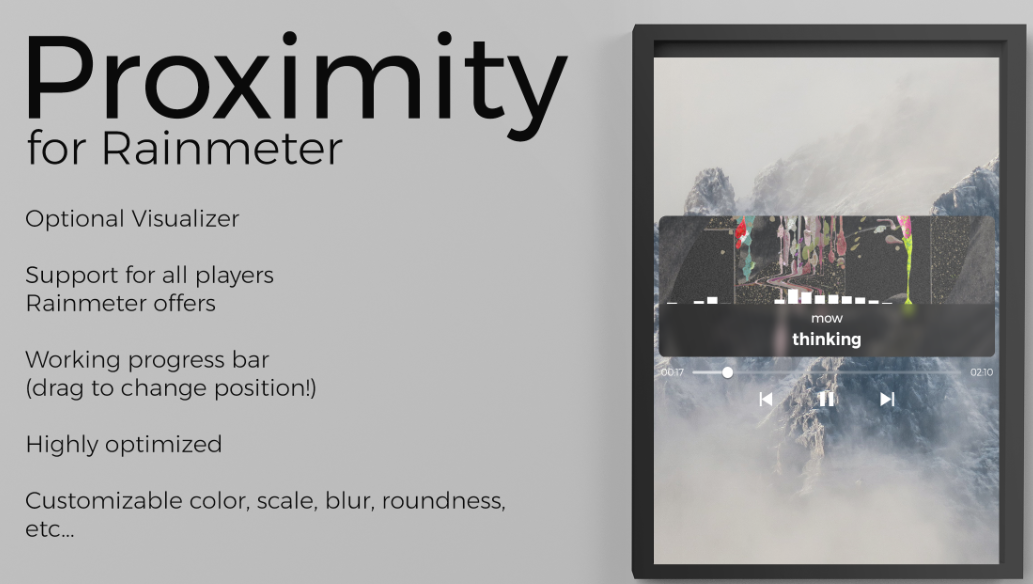 Proximity
for Rainmeter
Optional Visualizer
Support for all players
Rainmeter offers
Working progress bar
(drag to change position!)
Highly optimized
Customizable color, scale, blur, roundness,
etc...
mow
thinking
00:17
02:10